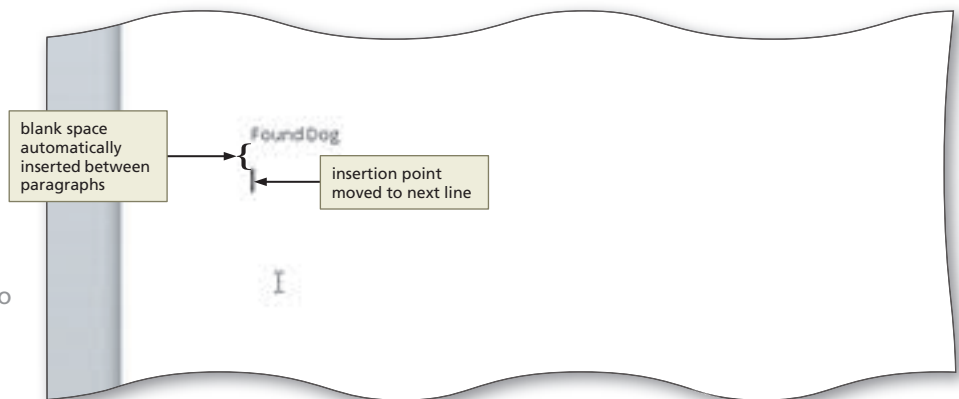 blank space
automatically
inserted between
paragraphs
Found Dog
insertion point
moved to next line
o